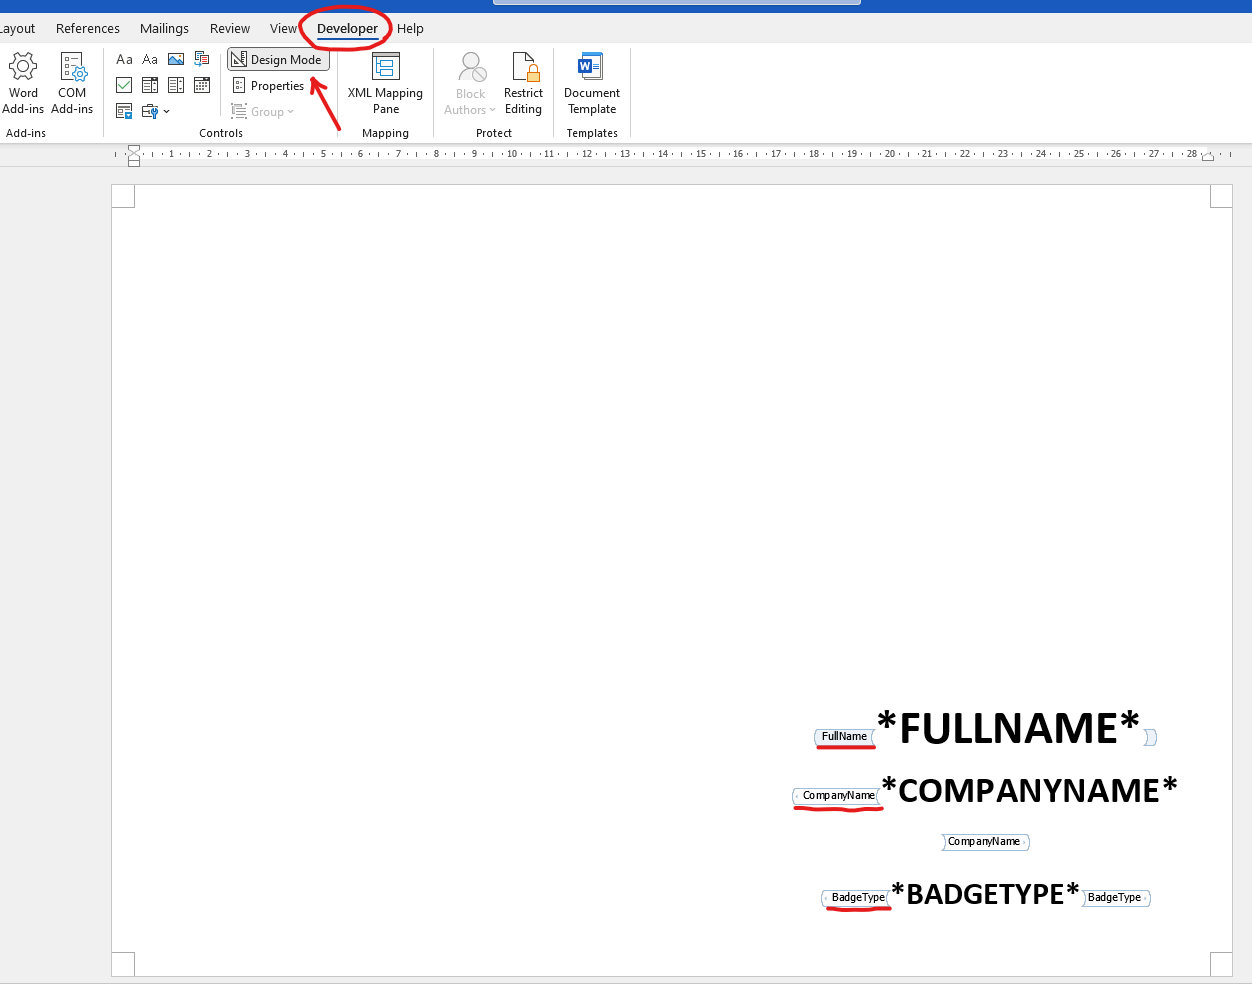 Layout References Mailings Review View Developer Help
Word Add-ins
COM Add-ins
Add-ins
Aa Aa
Design Mode
Properties
Group
Controls
XML Mapping Pane
Mapping
Block Authors
Restrict Editing
Protect
Document Template
Templates
1 2 3 4 5 6 7 8 9 10 11 12 13 14 15 16 17 18 19 20 21 22 23 24 25 26 27 28
FullName *FULLNAME*
CompanyName *COMPANYNAME*
CompanyName
BadgeType *BADGETYPE* BadgeType